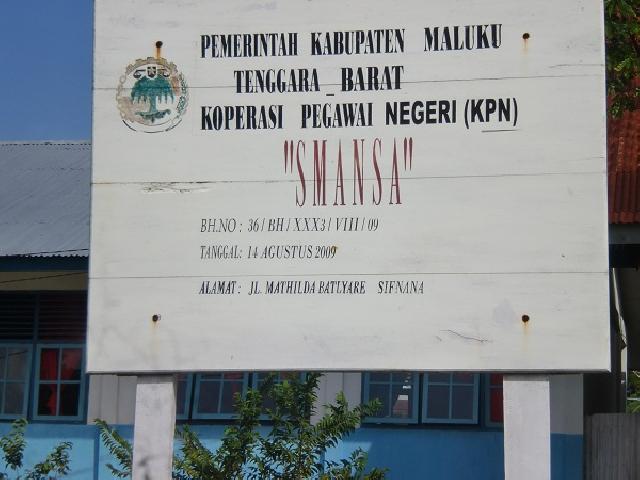 PEMERINTAH KABUPATEN MALUKU
TENGGARA BARAT
KOPERASI PEGAWAI NEGERI (KPN)
"SMANSA"
BH.NO : 36 / BH / XXX3 / VIII / 09
TANGGAL : 14 AGUSTUS 2009
ALAMAT : JL. MATHILDA BATLYARE SIFNANA